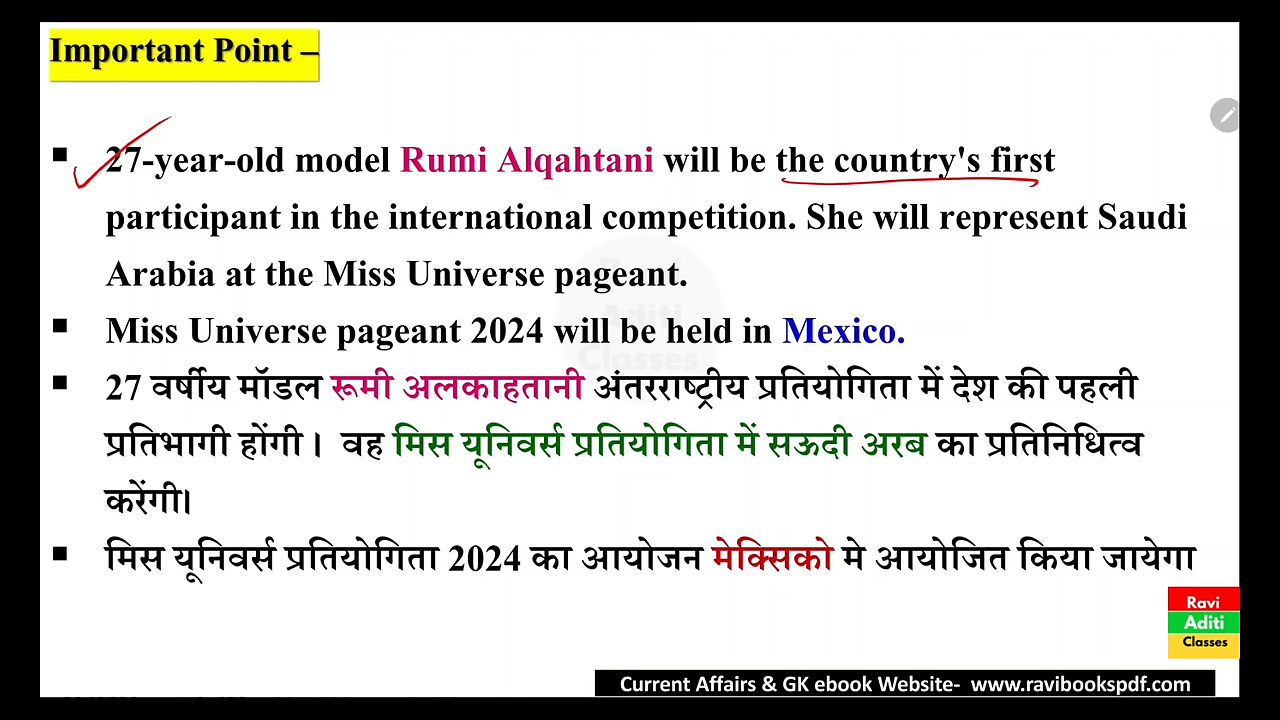 Important Point –
▪ 27-year-old model Rumi Alqahtani will be the country's first
participant in the international competition. She will represent Saudi
Arabia at the Miss Universe pageant.
▪ Miss Universe pageant 2024 will be held in Mexico.
▪ 27 वर्षीय मॉडल रूमी अलकाहतानी अंतरराष्ट्रीय प्रतियोगिता में देश की पहली
प्रतिभागी होंगी। वह मिस यूनिवर्स प्रतियोगिता में सऊदी अरब का प्रतिनिधित्व
करेंगी।
▪ मिस यूनिवर्स प्रतियोगिता 2024 का आयोजन मेक्सिको मे आयोजित किया जायेगा
Ravi
Aditi
Classes
Ravi
Aditi
Classes
Current Affairs & GK ebook Website- www.ravibookspdf.com